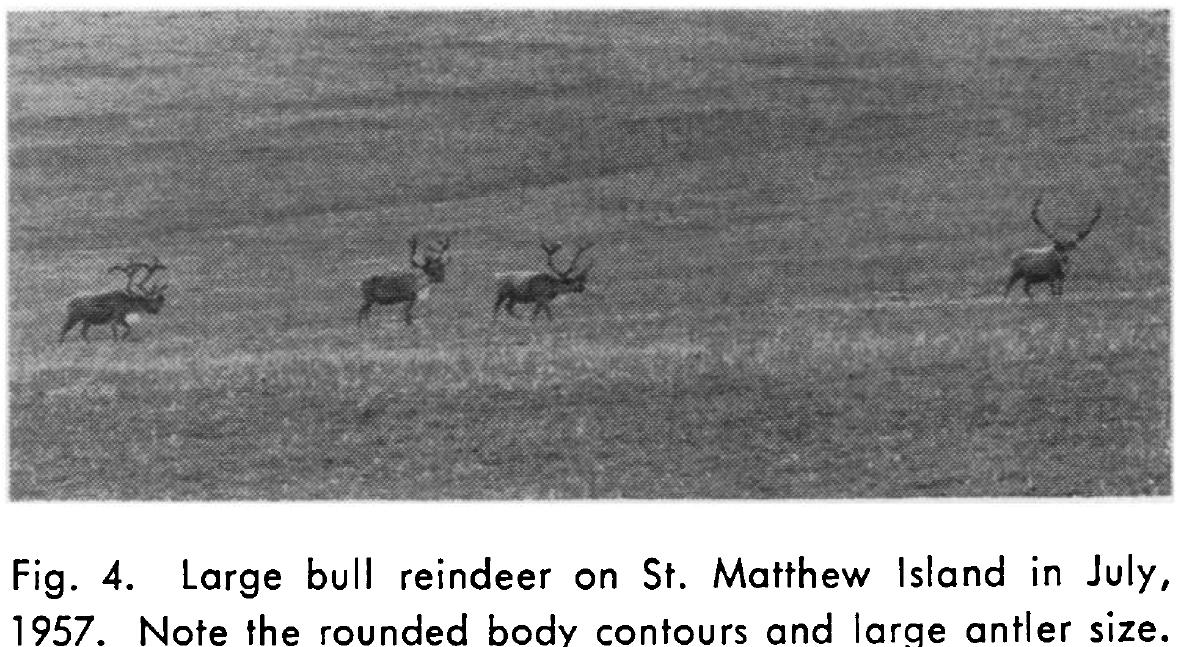 Fig. 4. Large bull reindeer on St. Matthew Island in July,
1957. Note the rounded body contours and large antler size.